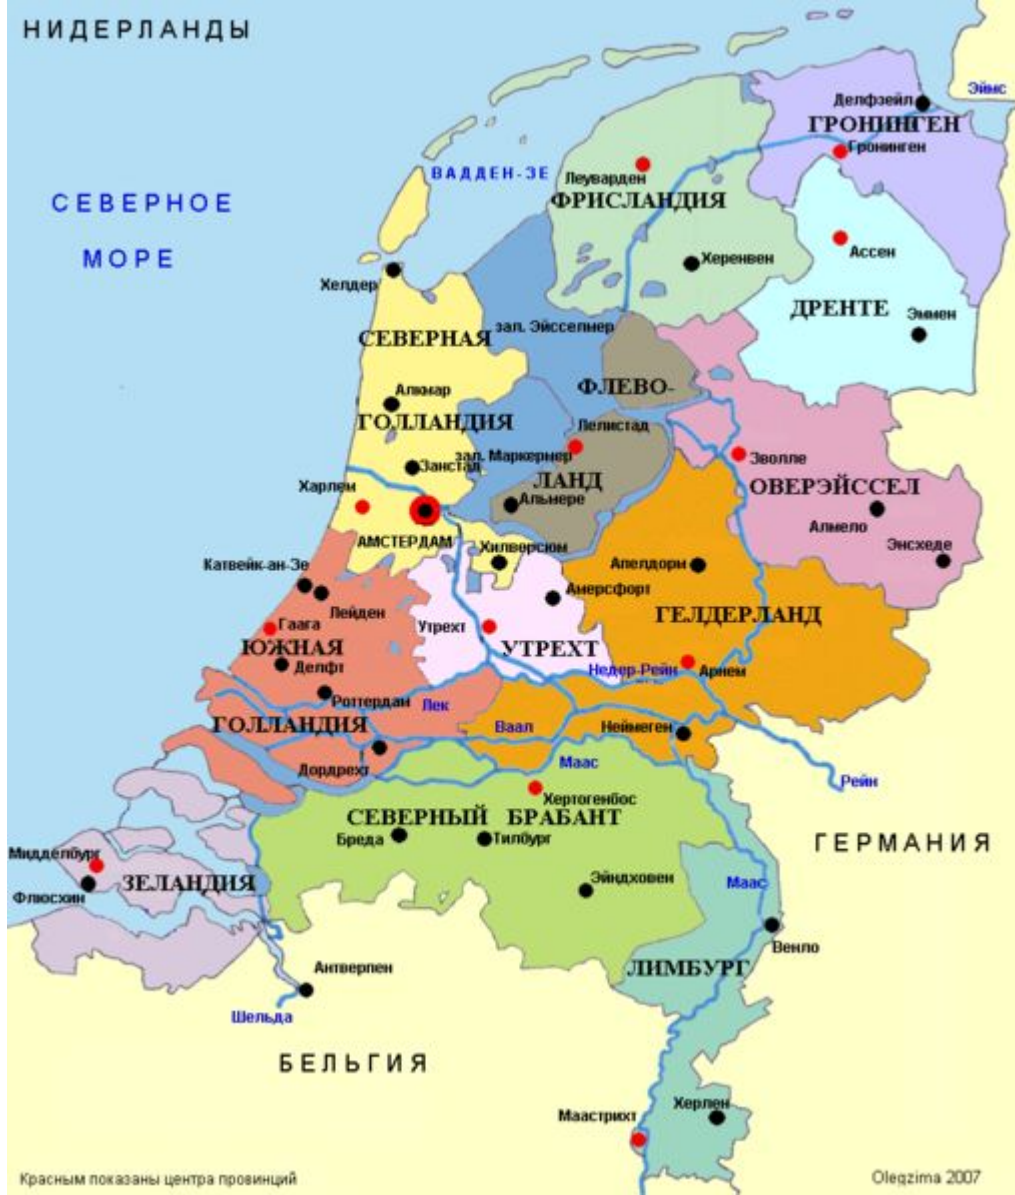 НИДЕРЛАНДЫ
Эймс
Делфзейл
ГРОНИНГЕН
Гронинген
ВАДДЕН-ЗЕ
Леуварден
ФРИСЛАНДИЯ
СЕВЕРНОЕ
МОРЕ
Ассен
Херенвен
Хелдер
ДРЕНТЕ
Эммен
зал. Эйсселмер
СЕВЕРНАЯ
ФЛЕВО-
Алкмар
ГОЛЛАНДИЯ
Лелистад
Занстад
зал. Маркермер
Зволле
ЛАНД
ОВЕРЭЙССЕЛ
Харлем
Альмере
Алмело
АМСТЕРДАМ
Хилверсюм
Энсхеде
Катвейк-ан-Зе
Апелдорм
Амерсфорт
Лейден
ГЕЛДЕРЛАНД
Гаага
Утрехт
ЮЖНАЯ
УТРЕХТ
Делфт
Недер-Рейн
Арнем
Роттердам
Лек
ГОЛЛАНДИЯ
Ваал
Неймеген
Дордрехт
Маас
Рейн
Хертогенбос
СЕВЕРНЫЙ БРАБАНТ
Бреда
Тилбург
ГЕРМАНИЯ
Мидделбург
ЗЕЛАНДИЯ
Эйндховен
Маас
Флюсхин
Венло
Антверпен
ЛИМБУРГ
Шельда
БЕЛЬГИЯ
Херлен
Маастрихт
Красным показаны центра провинций
Olegzima 2007